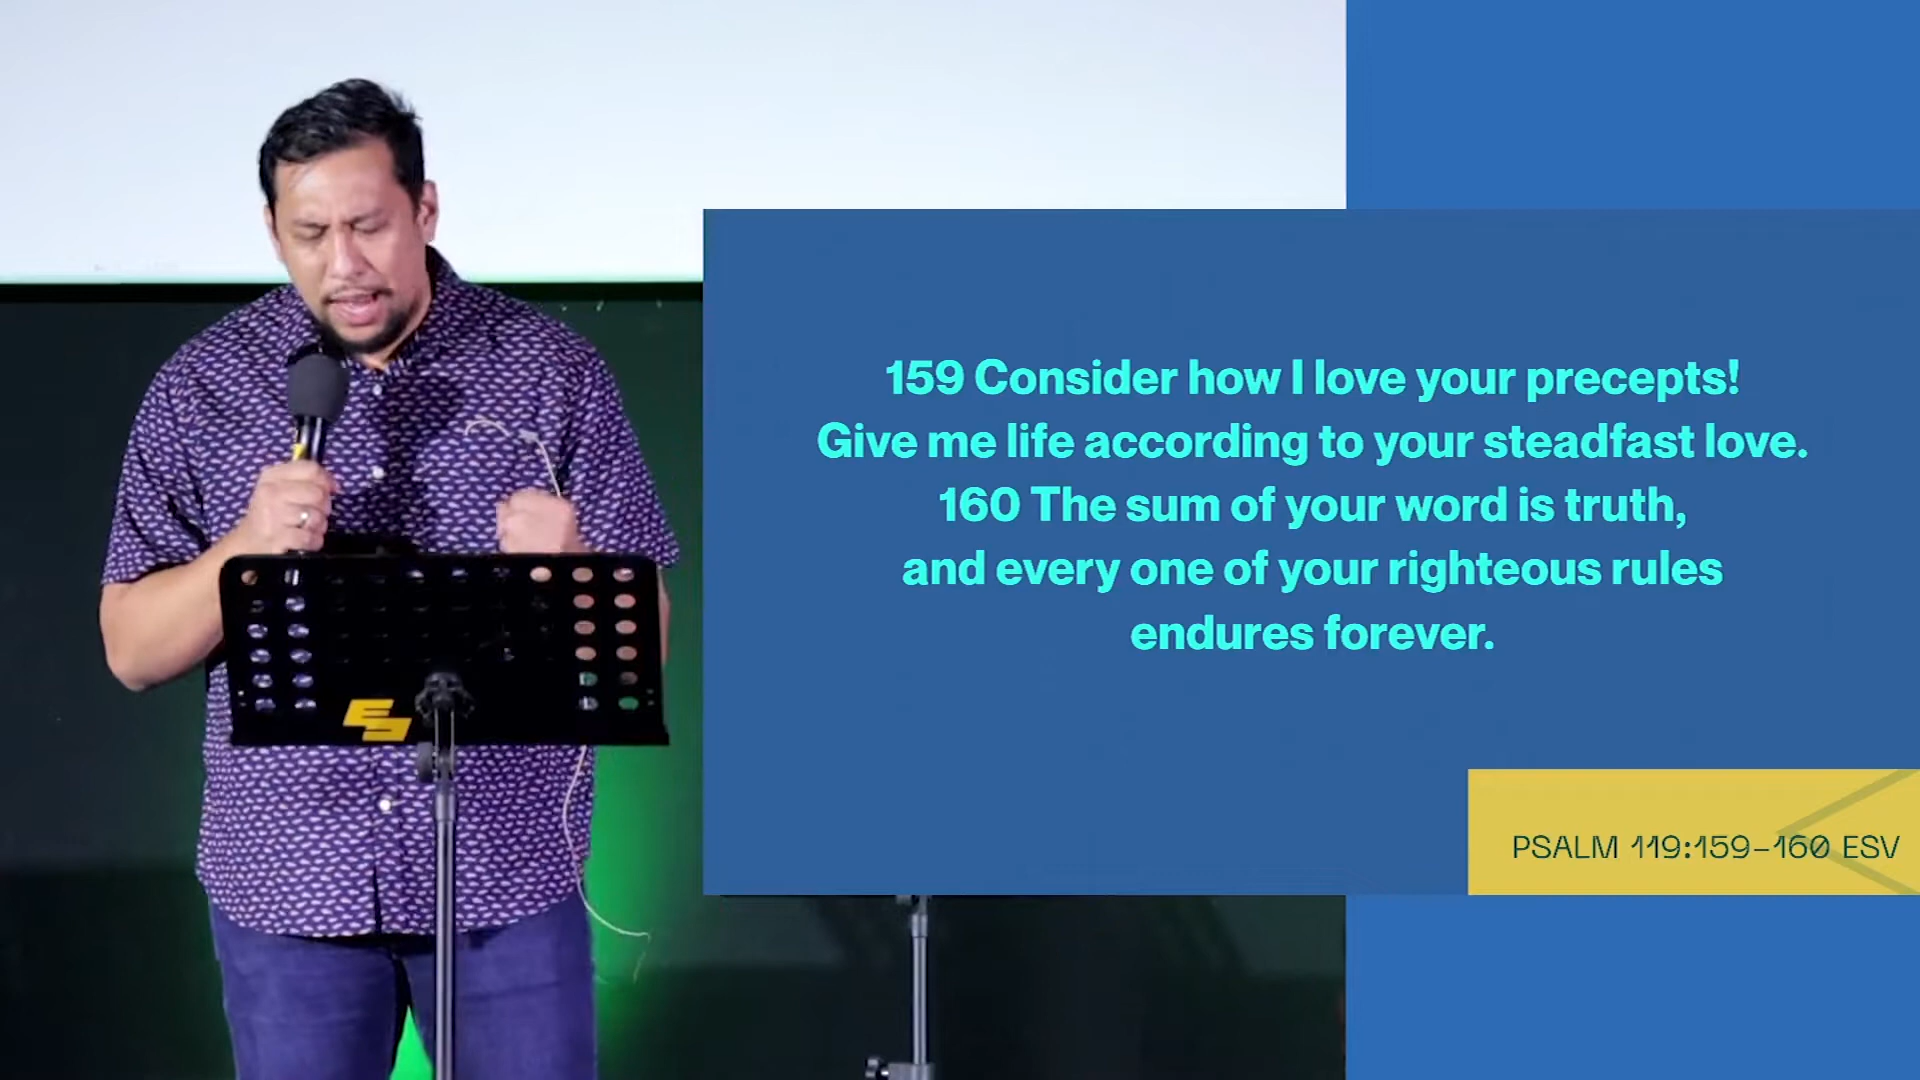 159 Consider how I love your precepts!
Give me life according to your steadfast love.
160 The sum of your word is truth,
and every one of your righteous rules
endures forever.
PSALM 119:159–160 ESV
ES